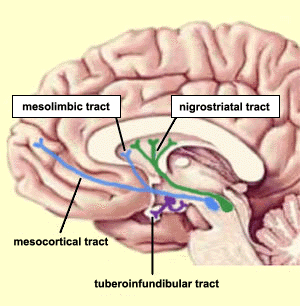 mesolimbic tract
nigrostriatal tract
mesocortical tract
tuberoinfundibular tract